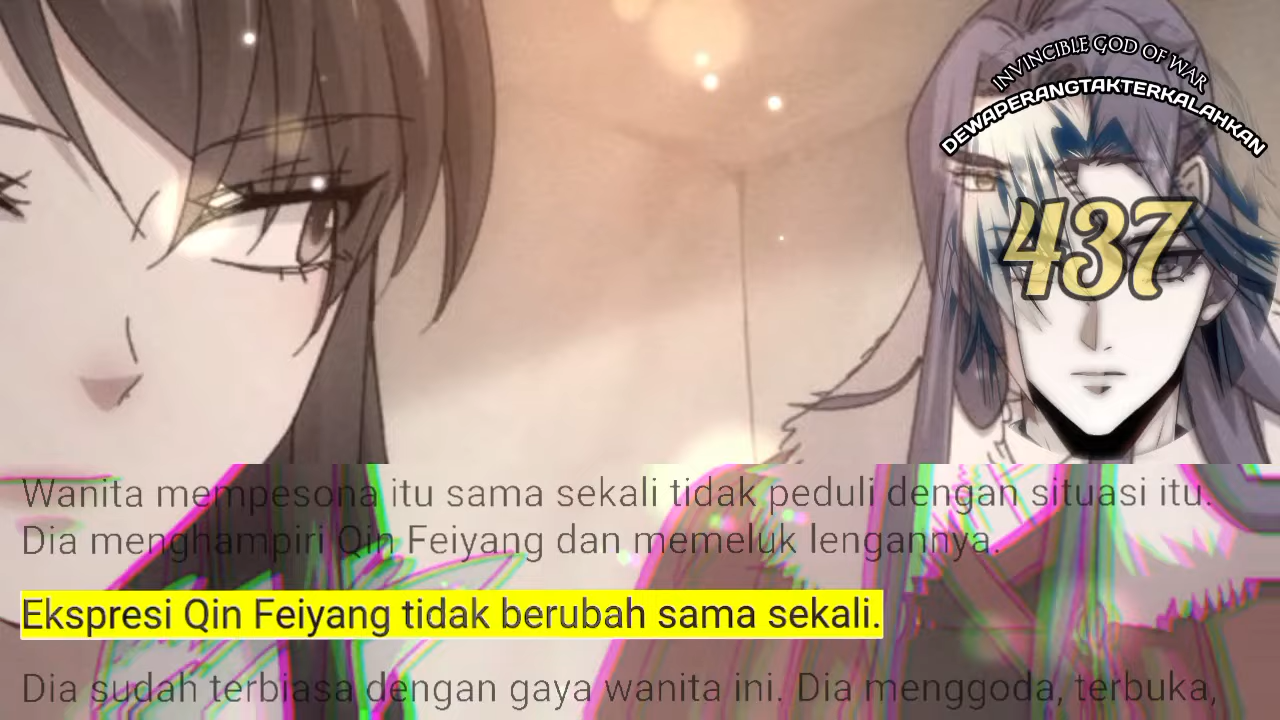 INVINCIBLE GOD OF WAR
DEWAPERANGTAKTERKALAHKAN
437
Wanita mempesona itu sama sekali tidak peduli dengan situasi itu.
Dia menghampiri Qin Feiyang dan memeluk lengannya.
Ekspresi Qin Feiyang tidak berubah sama sekali.
Dia sudah terbiasa dengan gaya wanita ini. Dia menggoda, terbuka,